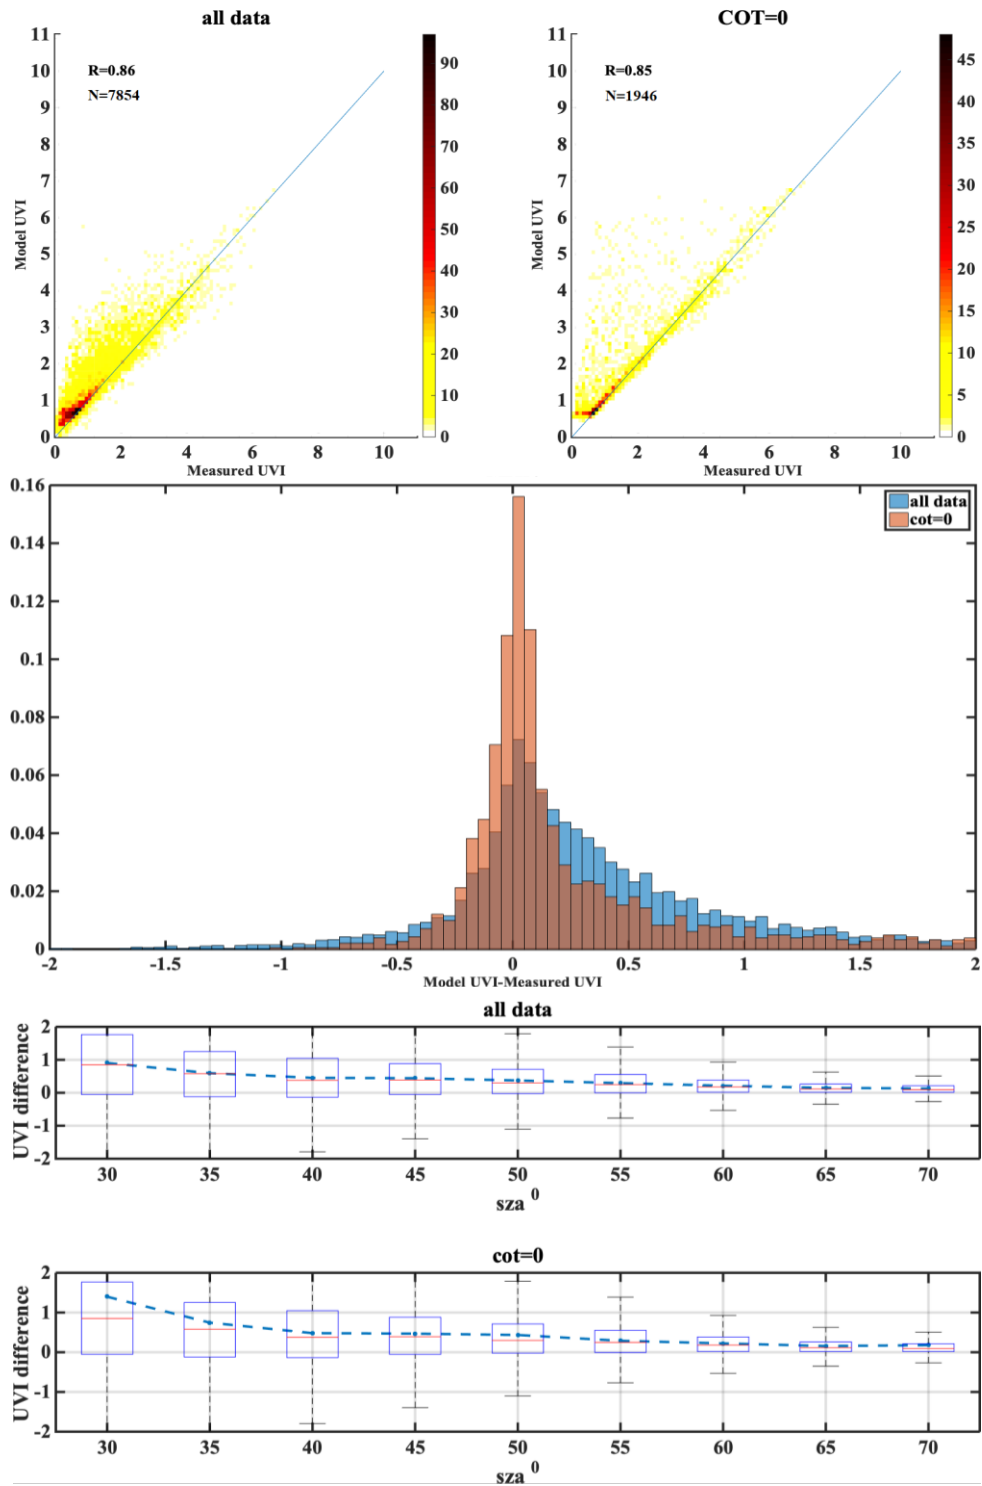 all data
COT=0
11
10
9
8
7
6
5
4
3
2
1
0
R=0.86
N=7854
Model UVI
0 2 4 6 8 10
Measured UVI
90
80
70
60
50
40
30
20
10
0
11
10
9
8
7
6
5
4
3
2
1
0
R=0.85
N=1946
Model UVI
0 2 4 6 8 10
Measured UVI
45
40
35
30
25
20
15
10
5
0
0.16
0.14
0.12
0.1
0.08
0.06
0.04
0.02
0
all data
cot=0
-2 -1.5 -1 -0.5 0 0.5 1 1.5 2
Model UVI-Measured UVI
all data
UVI difference
2
1
0
-1
-2
30 35 40 45 50 55 60 65 70
sza 0
cot=0
UVI difference
2
1
0
-1
-2
30 35 40 45 50 55 60 65 70
sza 0